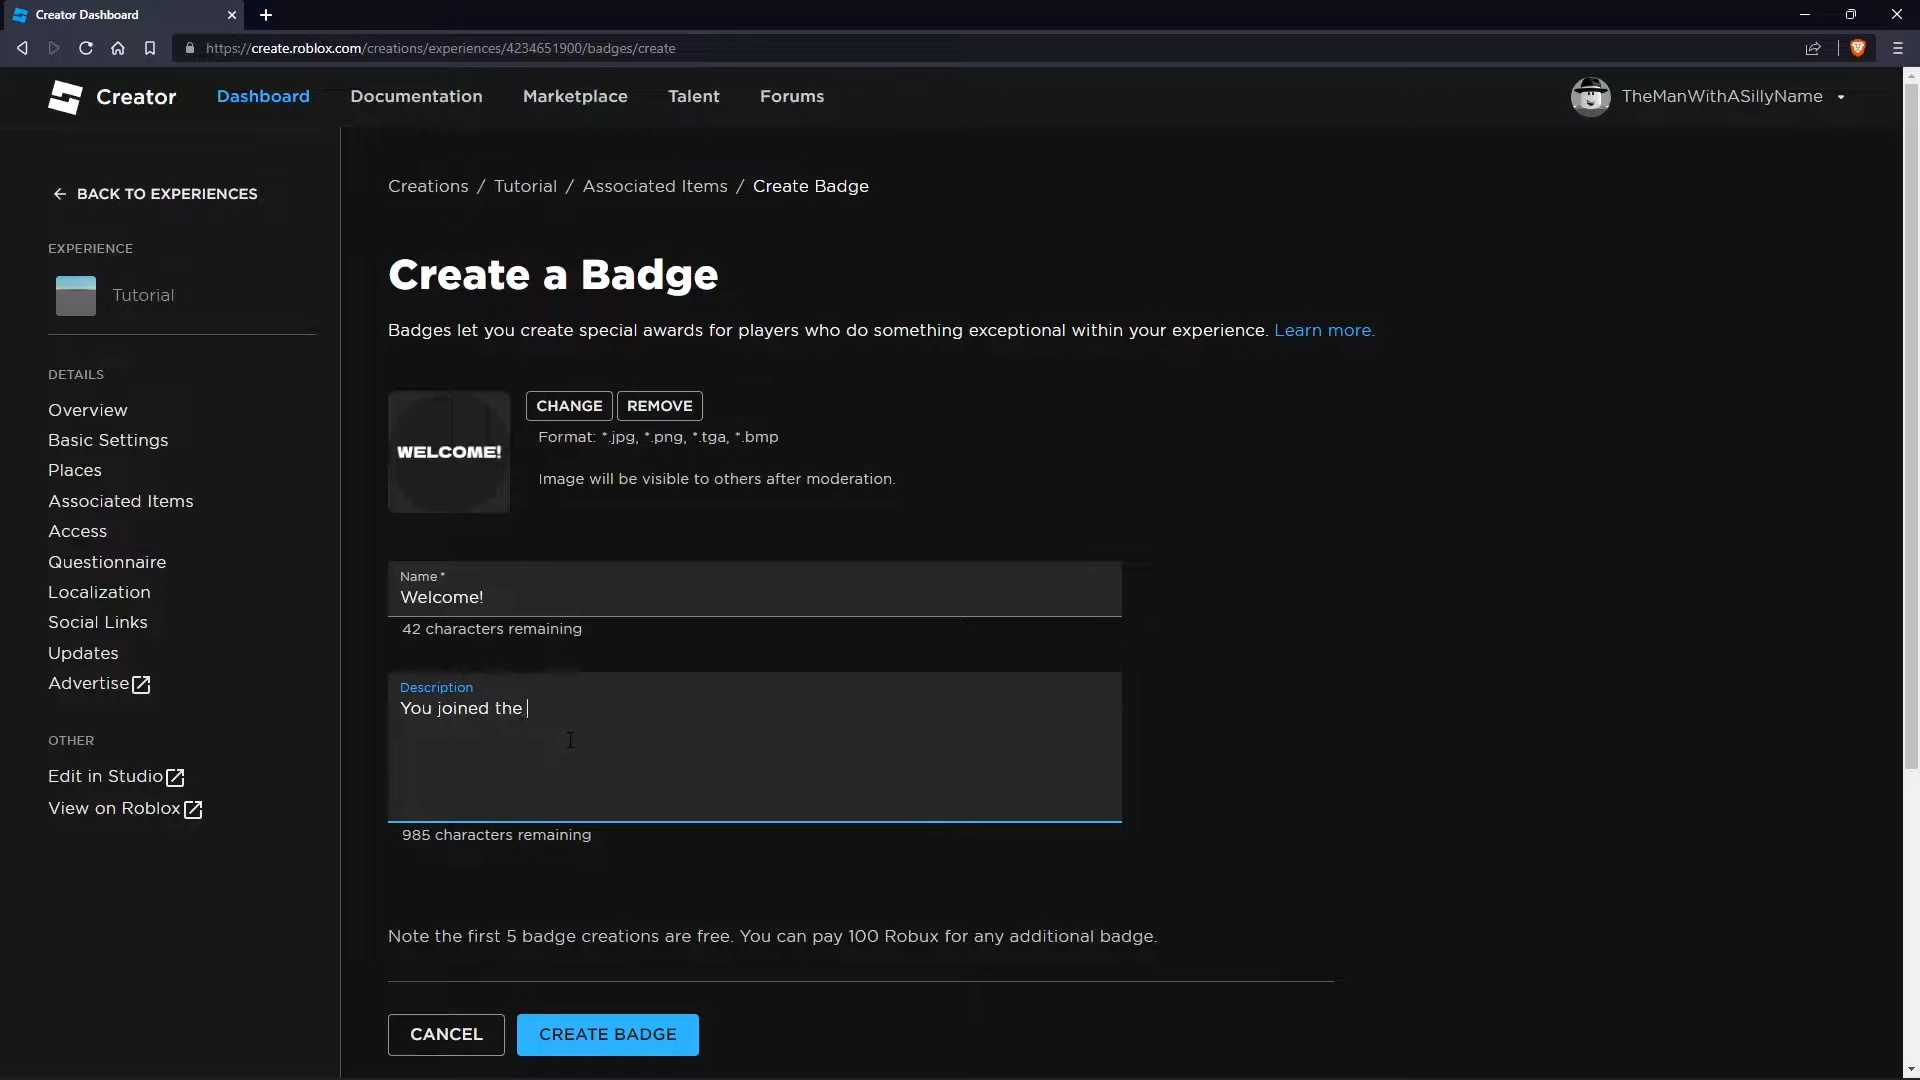 Creator Dashboard
https://create.roblox.com/creations/experiences/4234651900/badges/create
Creator Dashboard Documentation Marketplace Talent Forums TheManWithASillyName
BACK TO EXPERIENCES
EXPERIENCE
Tutorial
DETAILS
Overview
Basic Settings
Places
Associated Items
Access
Questionnaire
Localization
Social Links
Updates
Advertise
OTHER
Edit in Studio
View on Roblox
Creations / Tutorial / Associated Items / Create Badge
Create a Badge
Badges let you create special awards for players who do something exceptional within your experience. Learn more.
WELCOME!
CHANGE REMOVE
Format: *.jpg, *.png, *.tga, *.bmp
Image will be visible to others after moderation.
Name *
Welcome!
42 characters remaining
Description
You joined the
985 characters remaining
Note the first 5 badge creations are free. You can pay 100 Robux for any additional badge.
CANCEL CREATE BADGE